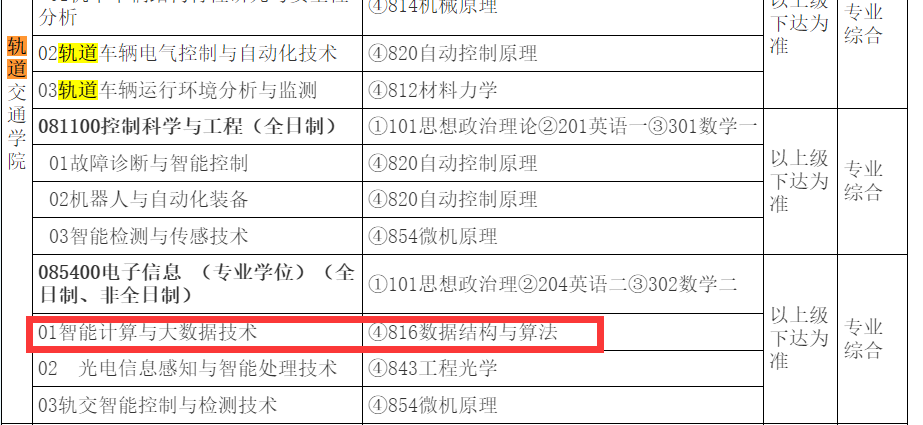 分析
④814机械原理
以上级
下达为
准
专业
综合
02轨道车辆电气控制与自动化技术
④820自动控制原理
03轨道车辆运行环境分析与监测
④812材料力学
轨
道
交
通
学
院
081100控制科学与工程（全日制）
①101思想政治理论②201英语一③301数学一
01故障诊断与智能控制
④820自动控制原理
02机器人与自动化装备
④820自动控制原理
03智能检测与传感技术
④854微机原理
以上级
下达为
准
专业
综合
085400电子信息 （专业学位）（全
日制、非全日制）
①101思想政治理②204英语二③302数学二
01智能计算与大数据技术
④816数据结构与算法
02 光电信息感知与智能处理技术
④843工程光学
03轨交智能控制与检测技术
④854微机原理
以上级
下达为
准
专业
综合